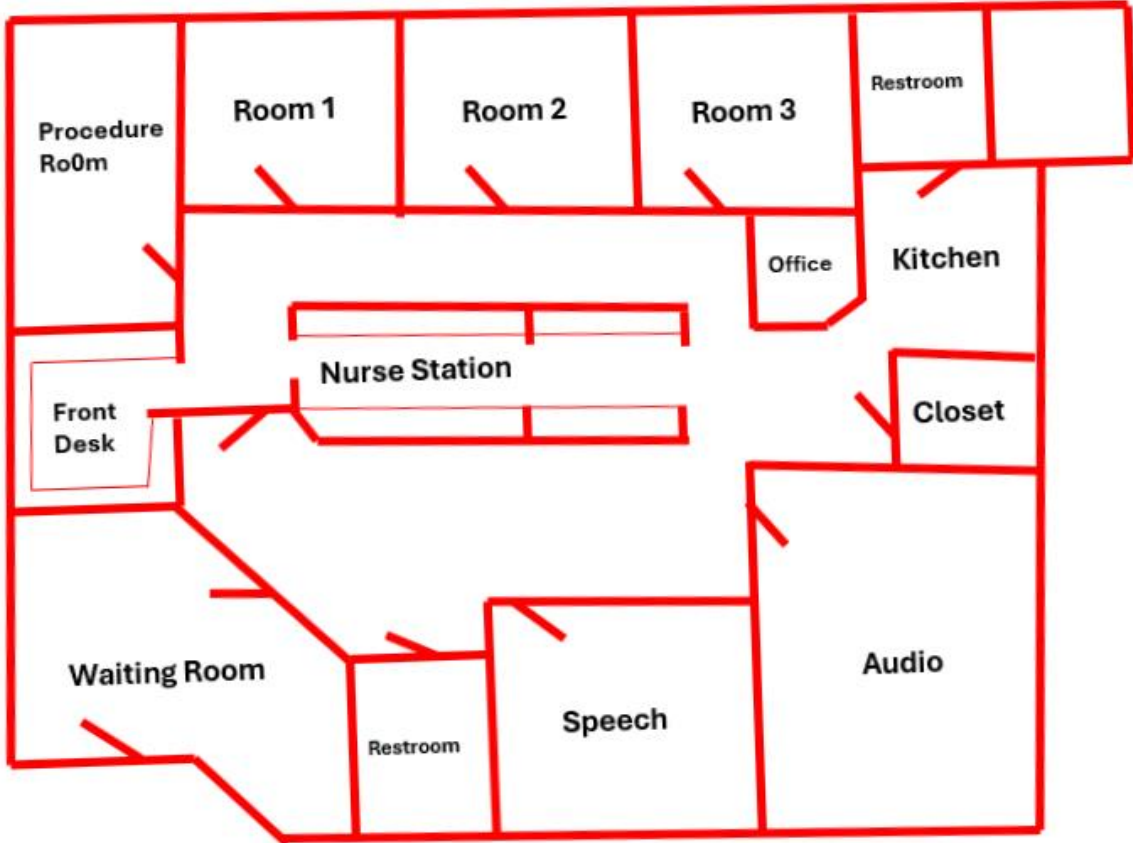 Restroom
Room 1
Room 2
Room 3
Procedure
Ro0m
Office
Kitchen
Nurse Station
Front
Desk
Closet
Waiting Room
Audio
Speech
Restroom